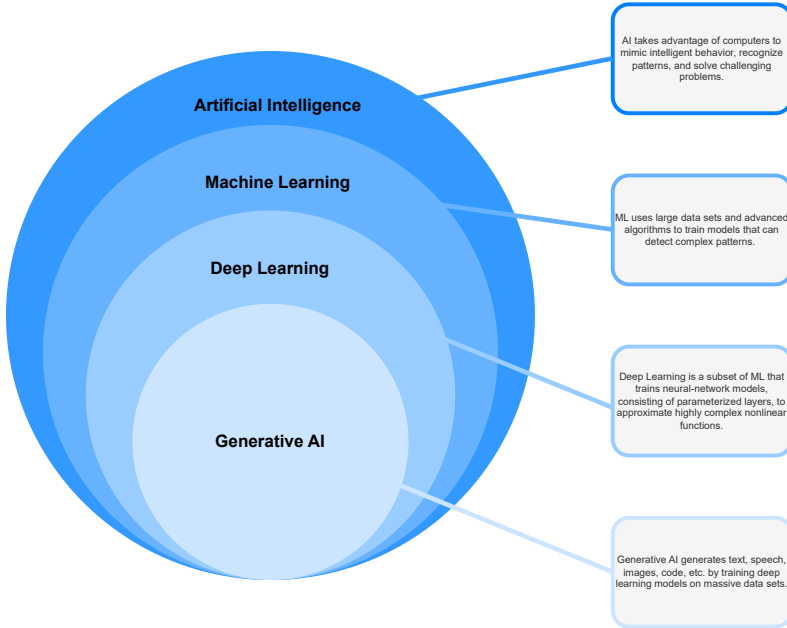 AI takes advantage of computers to
mimic intelligent behavior, recognize
patterns, and solve challenging
problems.
Artificial Intelligence
Machine Learning
ML uses large data sets and advanced
algorithms to train models that can
detect complex patterns.
Deep Learning
Deep Learning is a subset of ML that
trains neural-network models,
consisting of parameterized layers, to
approximate highly complex nonlinear
functions.
Generative AI
Generative AI generates text, speech,
images, code, etc. by training deep
learning models on massive data sets.